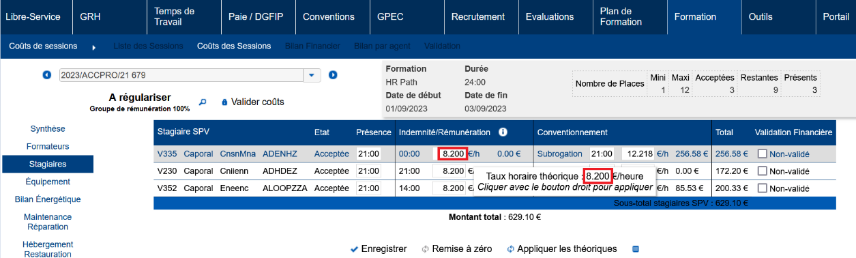 Libre-Service GRH Temps de Travail Paie / DGFIP Conventions GPEC Recrutement Evaluations Plan de Formation Formation Outils Portail
Coûts de sessions Liste des Sessions Coûts des Sessions Bilan Financier Bilan par agent Validation
2023/ACCPRO/21 679
A régulariser
Groupe de rémunération 100%
Valider coûts
Formation Durée
HR Path 24:00
Date de début Date de fin
01/09/2023 03/09/2023
Nombre de Places Mini Maxi Acceptées Restantes Présents
1 12 3 9 3
Synthèse
Formateurs
Stagiaires
Équipement
Bilan Énergétique
Maintenance
Réparation
Hébergement
Restauration
Stagiaire SPV Etat Présence Indemnité/Rémunération Conventionnement Total Validation Financière
V335 Caporal CnsnMna ADENHZ Acceptée 21:00 00:00 8.200 €/h 0.00 € Subrogation 21:00 12.218 €/h 256.58 € 256.58 € Non-validé
V230 Caporal Cnlienn ADHDEZ Acceptée 21:00 21:00 8.200 €/h 0.00 € 172.20 € Non-validé
V352 Caporal Eneenc ALOOPZZA Acceptée 21:00 14:00 8.200 €/h 85.53 € 200.33 € Non-validé
Taux horaire théorique : 8.200 €/heure
Cliquer avec le bouton droit pour appliquer
Sous-total stagiaires SPV : 629.10 €
Montant total : 629.10 €
Enregistrer Remise à zéro Appliquer les théoriques